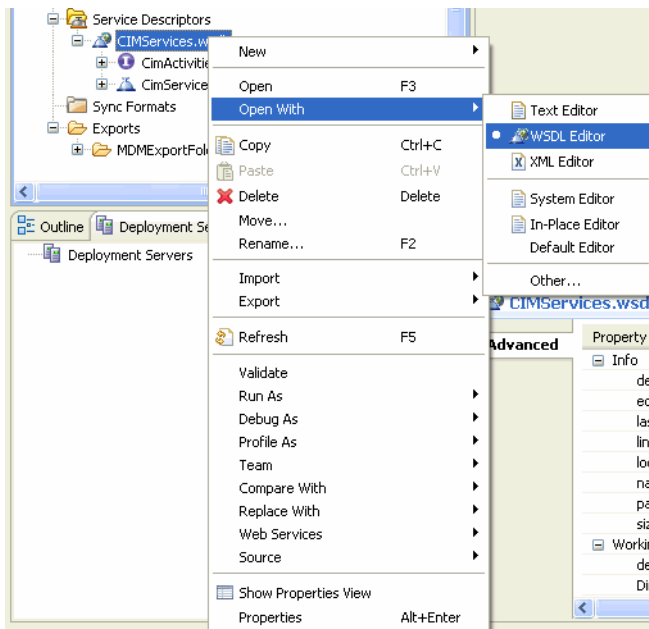 Service Descriptors
CIMServices.w
CimActivitie
CimService
Sync Formats
Exports
MDMExportFol
Outline
Deployment Se
Deployment Servers
New
Open F3
Open With
Copy Ctrl+C
Paste Ctrl+V
Delete Delete
Move...
Rename... F2
Import
Export
Refresh F5
Validate
Run As
Debug As
Profile As
Team
Compare With
Replace With
Web Services
Source
Show Properties View
Properties Alt+Enter
Text Editor
WSDL Editor
XML Editor
System Editor
In-Place Editor
Default Editor
Other...
CIMServices.wsd
Advanced
Property
Info
de
ed
las
lin
loc
na
pa
siz
Workin
de
Di